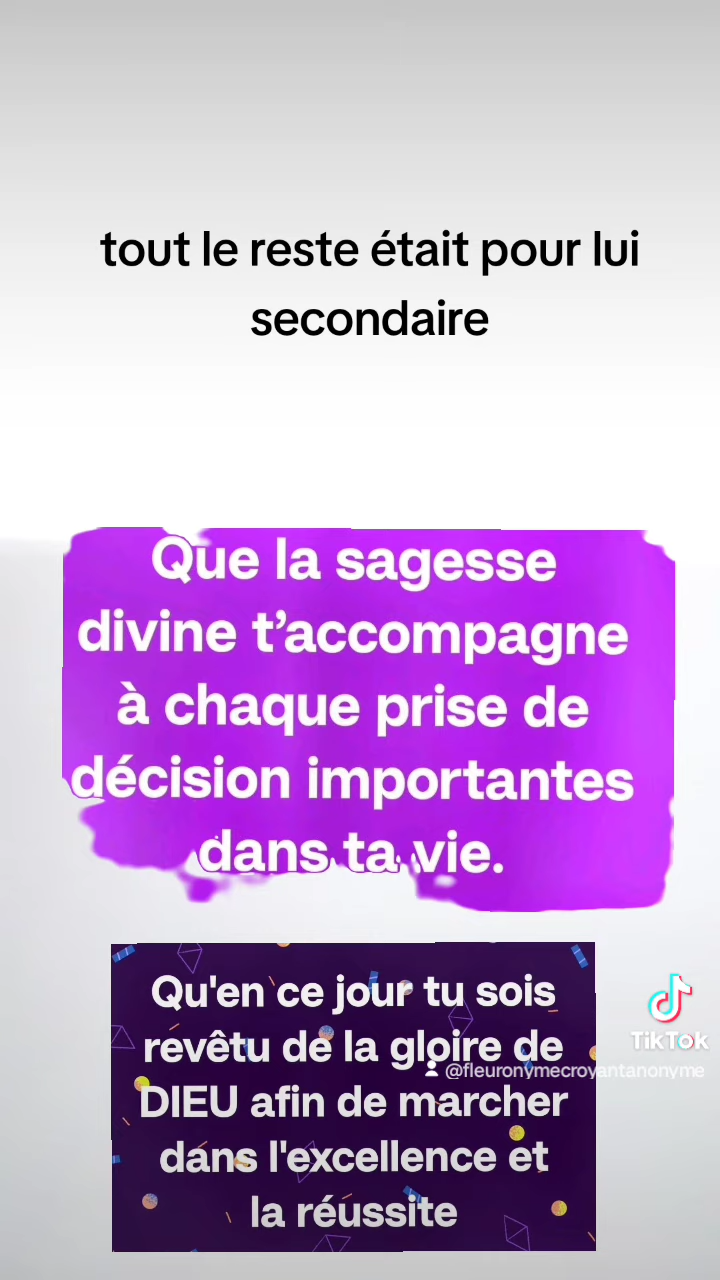 tout le reste était pour lui
secondaire
Que la sagesse
divine t’accompagne
à chaque prise de
décision importantes
dans ta vie.
Qu'en ce jour tu sois
revêtu de la gloire de
DIEU afin de marcher
dans l'excellence et
la réussite
TikTok
@fleuronymecroyantanonyme